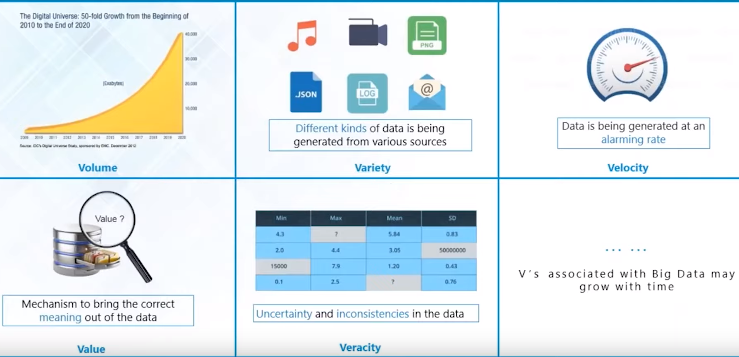 The Digital Universe: 50-fold Growth from the Beginning of
2010 to the End of 2020
40,000
30,000
20,000
10,000
(Exabytes)
2009 2010 2011 2012 2013 2014 2015 2016 2017 2018 2019 2020
Source: IDC's Digital Universe Study, sponsored by EMC, December 2012
Volume
PNG
.JSON
LOG
@
Different kinds of data is being
generated from various sources
Variety
Data is being generated at an
alarming rate
Velocity
Value ?
Mechanism to bring the correct
meaning out of the data
Value
Min Max Mean SD
4.3 ? 5.84 0.83
2.0 4.4 3.05 50000000
15000 7.9 1.20 0.43
0.1 2.5 ? 0.76
Uncertainty and inconsistencies in the data
Veracity
... ...
V's associated with Big Data may
grow with time